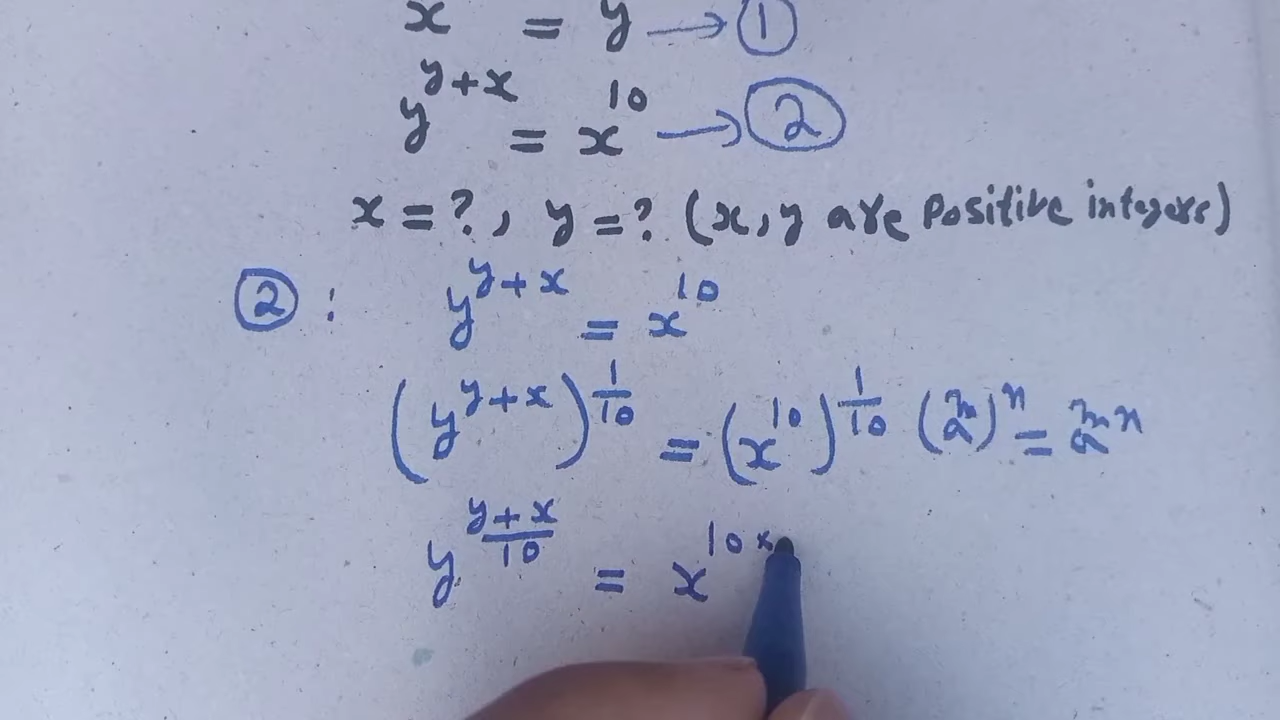 x = y → ①
y^(y+x) = x^10 → ②
x = ?, y = ? (x, y are positive integers)
② : y^(y+x) = x^10
(y^(y+x))^(1/10) = (x^10)^(1/10) (a^m)^n = a^mn
y^((y+x)/10) = x^(10×